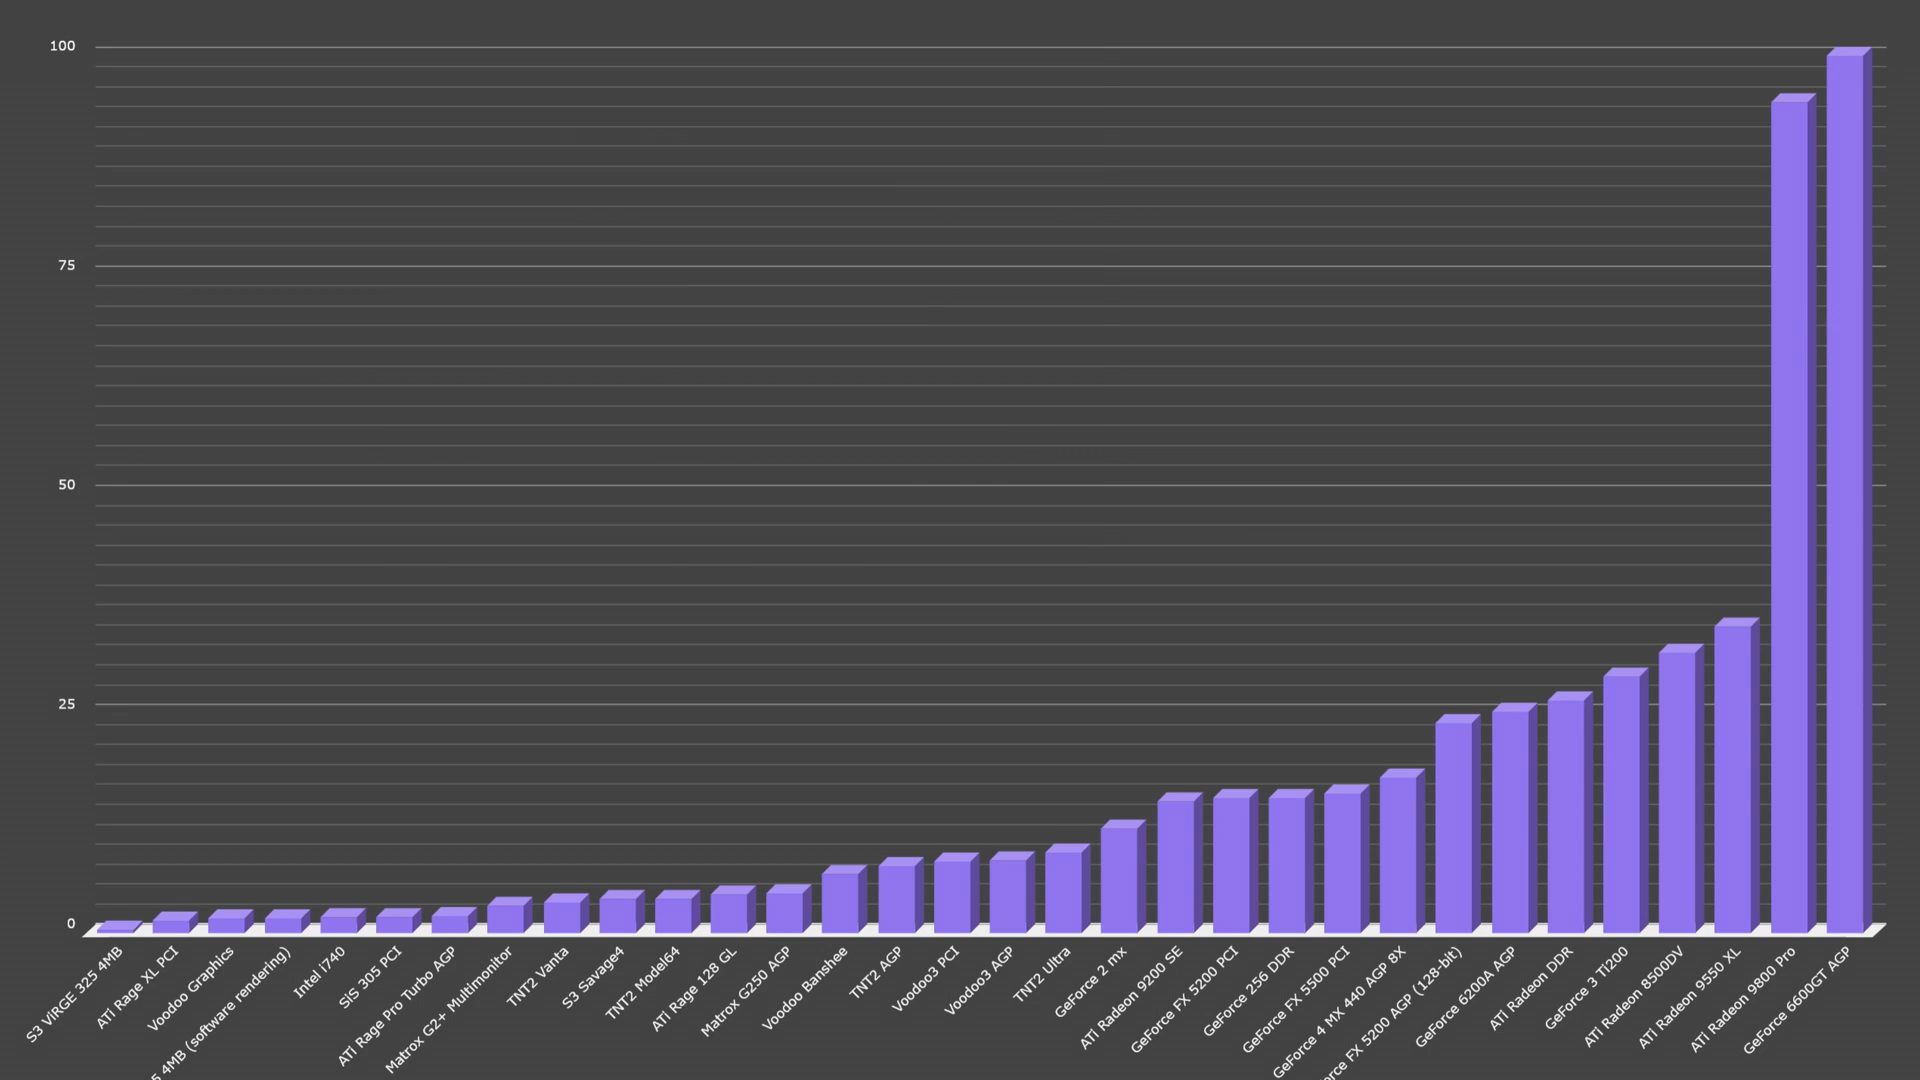 100
75
50
25
0
S3 ViRGE 325 4MB
ATi Rage XL PCI
Voodoo Graphics
5 4MB (software rendering)
Intel i740
SiS 305 PCI
ATi Rage Pro Turbo AGP
Matrox G2+ Multimonitor
TNT2 Vanta
S3 Savage4
TNT2 Model64
ATi Rage 128 GL
Matrox G250 AGP
Voodoo Banshee
TNT2 AGP
Voodoo3 PCI
Voodoo3 AGP
TNT2 Ultra
GeForce 2 mx
ATi Radeon 9200 SE
GeForce FX 5200 PCI
GeForce 256 DDR
GeForce FX 5500 PCI
GeForce 4 MX 440 AGP 8X
orce FX 5200 AGP (128-bit)
GeForce 6200A AGP
ATi Radeon DDR
GeForce 3 Ti200
ATi Radeon 8500DV
ATi Radeon 9550 XL
ATi Radeon 9800 Pro
GeForce 6600GT AGP